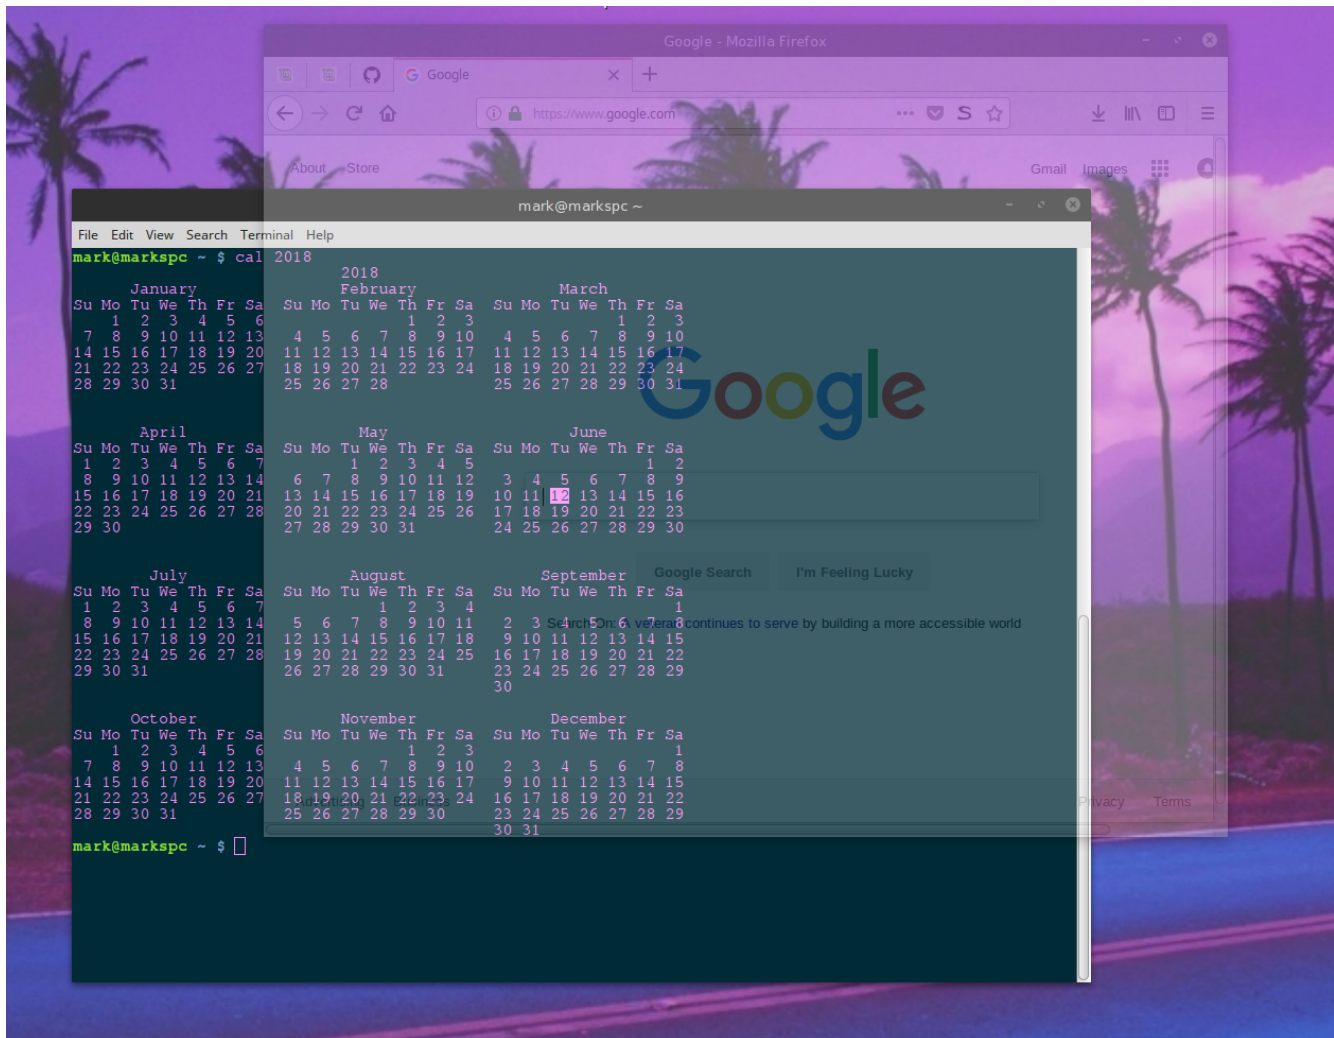 Google - Mozilla Firefox
Google
https://www.google.com
About Store
Gmail Images
mark@markspc ~
File Edit View Search Terminal Help
mark@markspc ~ $ cal 2018
2018
January February March
Su Mo Tu We Th Fr Sa Su Mo Tu We Th Fr Sa Su Mo Tu We Th Fr Sa
1 2 3 4 5 6 1 2 3 1 2 3
7 8 9 10 11 12 13 4 5 6 7 8 9 10 4 5 6 7 8 9 10
14 15 16 17 18 19 20 11 12 13 14 15 16 17 11 12 13 14 15 16 17
21 22 23 24 25 26 27 18 19 20 21 22 23 24 18 19 20 21 22 23 24
28 29 30 31 25 26 27 28 25 26 27 28 29 30 31
Google
April May June
Su Mo Tu We Th Fr Sa Su Mo Tu We Th Fr Sa Su Mo Tu We Th Fr Sa
1 2 3 4 5 6 7 1 2 3 4 5 1 2
8 9 10 11 12 13 14 6 7 8 9 10 11 12 3 4 5 6 7 8 9
15 16 17 18 19 20 21 13 14 15 16 17 18 19 10 11 12 13 14 15 16
22 23 24 25 26 27 28 20 21 22 23 24 25 26 17 18 19 20 21 22 23
29 30 27 28 29 30 31 24 25 26 27 28 29 30
Google Search I'm Feeling Lucky
July August September
Su Mo Tu We Th Fr Sa Su Mo Tu We Th Fr Sa Su Mo Tu We Th Fr Sa
1 2 3 4 5 6 7 1 2 3 4 1
8 9 10 11 12 13 14 5 6 7 8 9 10 11 2 3 4 5 6 7 8
Search On: A veteran continues to serve by building a more accessible world
15 16 17 18 19 20 21 12 13 14 15 16 17 18 9 10 11 12 13 14 15
22 23 24 25 26 27 28 19 20 21 22 23 24 25 16 17 18 19 20 21 22
29 30 31 26 27 28 29 30 31 23 24 25 26 27 28 29
30
October November December
Su Mo Tu We Th Fr Sa Su Mo Tu We Th Fr Sa Su Mo Tu We Th Fr Sa
1 2 3 4 5 6 1 2 3 1
7 8 9 10 11 12 13 4 5 6 7 8 9 10 2 3 4 5 6 7 8
14 15 16 17 18 19 20 11 12 13 14 15 16 17 9 10 11 12 13 14 15
21 22 23 24 25 26 27 18 19 20 21 22 23 24 16 17 18 19 20 21 22
Advertising Business Privacy Terms
28 29 30 31 25 26 27 28 29 30 23 24 25 26 27 28 29
30 31
mark@markspc ~ $